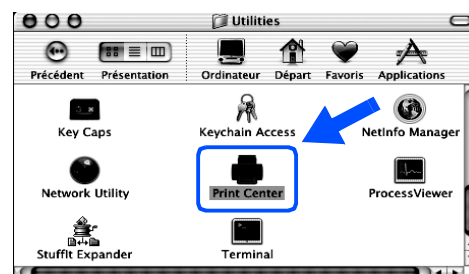 Utilities
Précédent Présentation Ordinateur Départ Favoris Applications
Key Caps Keychain Access NetInfo Manager
Network Utility Print Center ProcessViewer
StuffIt Expander Terminal